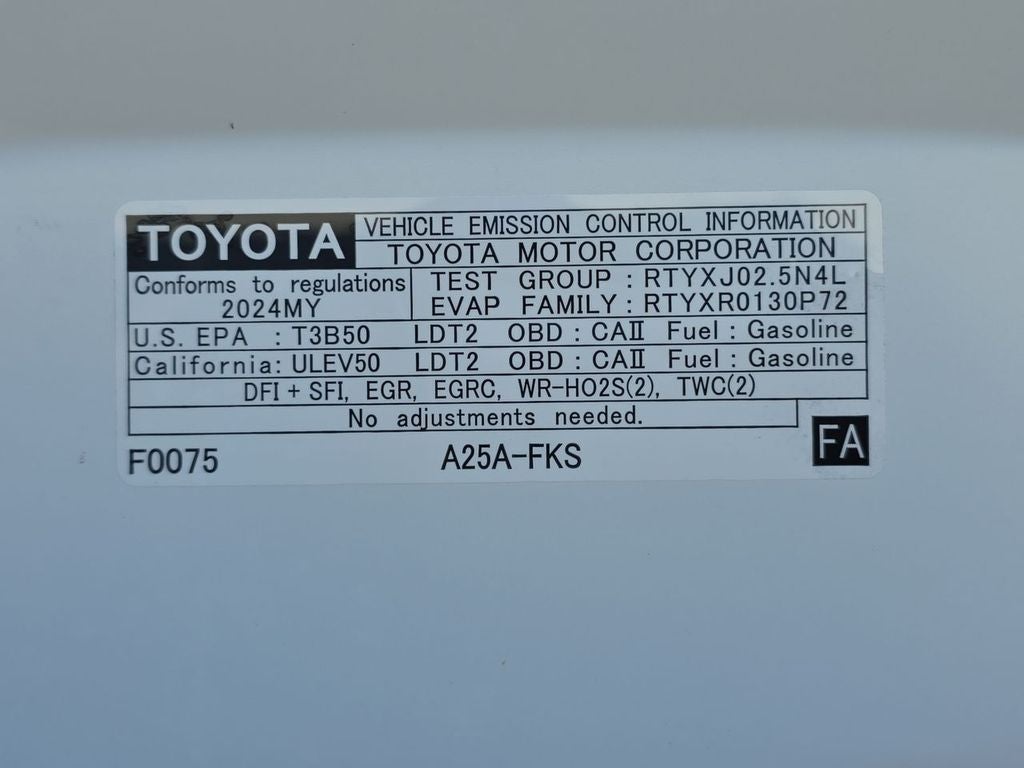 TOYOTA VEHICLE EMISSION CONTROL INFORMATION
TOYOTA MOTOR CORPORATION
Conforms to regulations
2024MY
TEST GROUP : RTYXJ02.5N4L
EVAP FAMILY : RTYXR0130P72
U.S. EPA : T3B50 LDT2 OBD : CAⅡ Fuel : Gasoline
California: ULEV50 LDT2 OBD : CAⅡ Fuel : Gasoline
DFI + SFI, EGR, EGRC, WR-HO2S(2), TWC(2)
No adjustments needed.
F0075 A25A-FKS FA